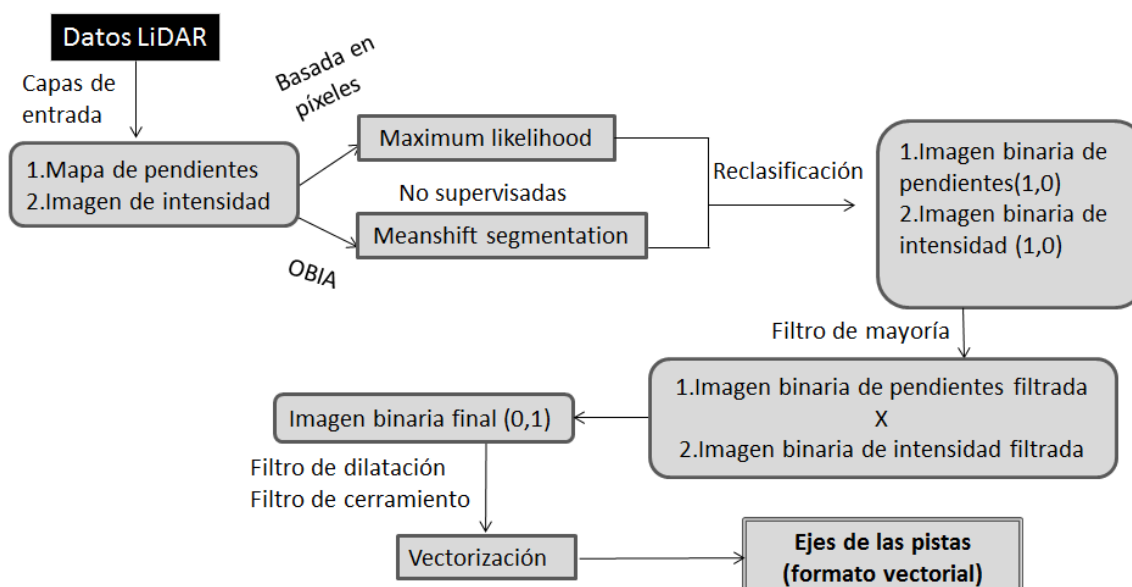 Datos LiDAR
Capas de
entrada
Basada en
píxeles
1.Mapa de pendientes
2.Imagen de intensidad
Maximum likelihood
No supervisadas
Meanshift segmentation
OBIA
Reclasificación
1.Imagen binaria de
pendientes(1,0)
2.Imagen binaria de
intensidad (1,0)
Filtro de mayoría
1.Imagen binaria de pendientes filtrada
X
2.Imagen binaria de intensidad filtrada
Imagen binaria final (0,1)
Filtro de dilatación
Filtro de cerramiento
Vectorización
Ejes de las pistas
(formato vectorial)